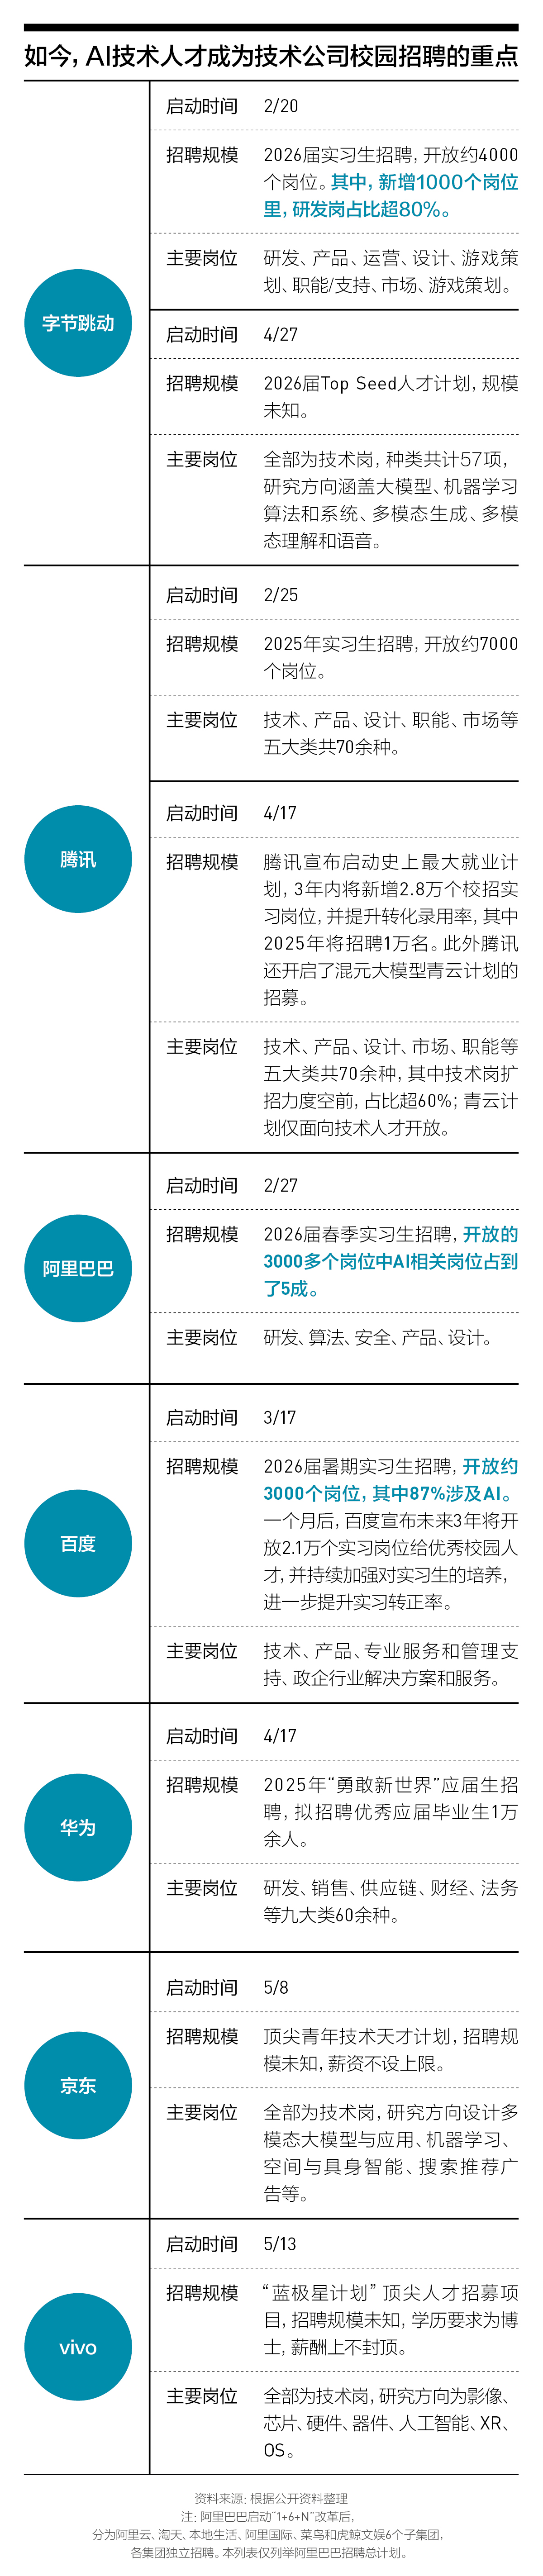 如今，AI技术人才成为技术公司校园招聘的重点
字节跳动
启动时间 2/20
招聘规模 2026届实习生招聘，开放约4000
个岗位。其中，新增1000个岗位
里，研发岗占比超80%。
主要岗位 研发、产品、运营、设计、游戏策
划、职能/支持、市场、游戏策划。
启动时间 4/27
招聘规模 2026届Top Seed人才计划，规模
未知。
主要岗位 全部为技术岗，种类共计57项，
研究方向涵盖大模型、机器学习
算法和系统、多模态生成、多模
态理解和语音。
腾讯
启动时间 2/25
招聘规模 2025年实习生招聘，开放约7000
个岗位。
主要岗位 技术、产品、设计、职能、市场等
五大类共70余种。
启动时间 4/17
招聘规模 腾讯宣布启动史上最大就业计
划，3年内将新增2.8万个校招实
习岗位，并提升转化录用率，其中
2025年将招聘1万名。此外腾讯
还开启了混元大模型青云计划的
招募。
主要岗位 技术、产品、设计、市场、职能等
五大类共70余种，其中技术岗扩
招力度空前，占比超60%；青云计
划仅面向技术人才开放。
阿里巴巴
启动时间 2/27
招聘规模 2026届春季实习生招聘，开放的
3000多个岗位中AI相关岗位占到
了5成。
主要岗位 研发、算法、安全、产品、设计。
百度
启动时间 3/17
招聘规模 2026届暑期实习生招聘，开放约
3000个岗位，其中87%涉及AI。
一个月后，百度宣布未来3年将开
放2.1万个实习岗位给优秀校园人
才，并持续加强对实习生的培养，
进一步提升实习转正率。
主要岗位 技术、产品、专业服务和管理支
持、政企行业解决方案和服务。
华为
启动时间 4/17
招聘规模 2025年“勇敢新世界”应届生招
聘，拟招聘优秀应届毕业生1万
余人。
主要岗位 研发、销售、供应链、财经、法务
等九大类60余种。
京东
启动时间 5/8
招聘规模 顶尖青年技术天才计划，招聘规
模未知，薪资不设上限。
主要岗位 全部为技术岗，研究方向设计多
模态大模型与应用、机器学习、
空间与具身智能、搜索推荐广
告等。
vivo
启动时间 5/13
招聘规模 “蓝极星计划”顶尖人才招募项
目，招聘规模未知，学历要求为博
士，薪酬上不封顶。
主要岗位 全部为技术岗，研究方向为影像、
芯片、硬件、器件、人工智能、XR、
OS。
资料来源：根据公开资料整理
注：阿里巴巴启动“1+6+N”改革后，
分为阿里云、淘天、本地生活、阿里国际、菜鸟和虎鲸文娱6个子集团，
各集团独立招聘。本列表仅列举阿里巴巴招聘总计划。